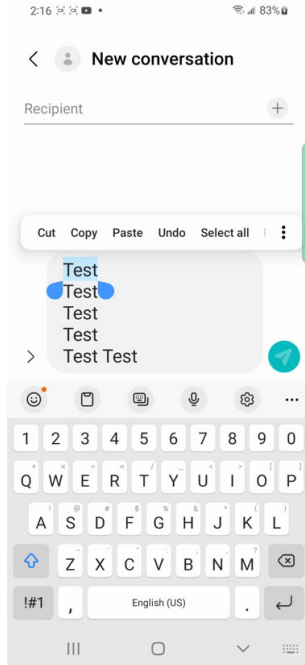 2:16 83%
New conversation
Recipient
Cut Copy Paste Undo Select all
Test
Test
Test
Test
Test Test
1 2 3 4 5 6 7 8 9 0
Q W E R T Y U I O P
A S D F G H J K L
Z X C V B N M
!#1 , English (US) .